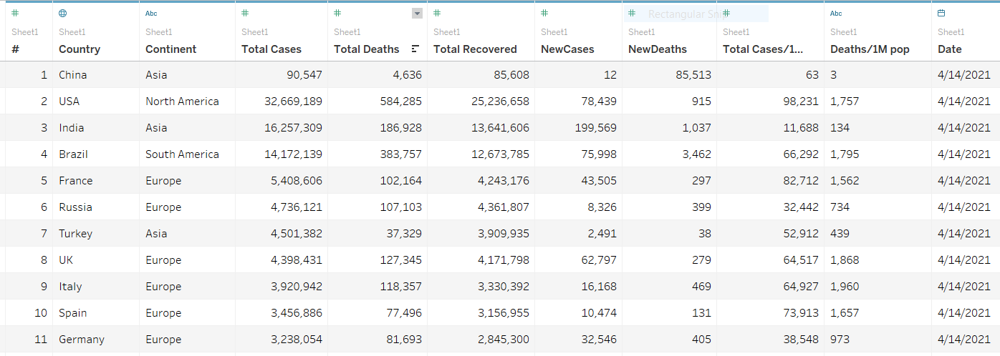 # Abc # # # # Rectangular Snip # Abc
Sheet1 Sheet1 Sheet1 Sheet1 Sheet1 Sheet1 Sheet1 Sheet1 Sheet1 Sheet1 Sheet1
# Country Continent Total Cases Total Deaths Total Recovered NewCases NewDeaths Total Cases/1... Deaths/1M pop Date
1 China Asia 90,547 4,636 85,608 12 85,513 63 3 4/14/2021
2 USA North America 32,669,189 584,285 25,236,658 78,439 915 98,231 1,757 4/14/2021
3 India Asia 16,257,309 186,928 13,641,606 199,569 1,037 11,688 134 4/14/2021
4 Brazil South America 14,172,139 383,757 12,673,785 75,998 3,462 66,292 1,795 4/14/2021
5 France Europe 5,408,606 102,164 4,243,176 43,505 297 82,712 1,562 4/14/2021
6 Russia Europe 4,736,121 107,103 4,361,807 8,326 399 32,442 734 4/14/2021
7 Turkey Asia 4,501,382 37,329 3,909,935 2,491 38 52,912 439 4/14/2021
8 UK Europe 4,398,431 127,345 4,171,798 62,797 279 64,517 1,868 4/14/2021
9 Italy Europe 3,920,942 118,357 3,330,392 16,168 469 64,927 1,960 4/14/2021
10 Spain Europe 3,456,886 77,496 3,156,955 10,474 131 73,913 1,657 4/14/2021
11 Germany Europe 3,238,054 81,693 2,845,300 32,546 405 38,548 973 4/14/2021